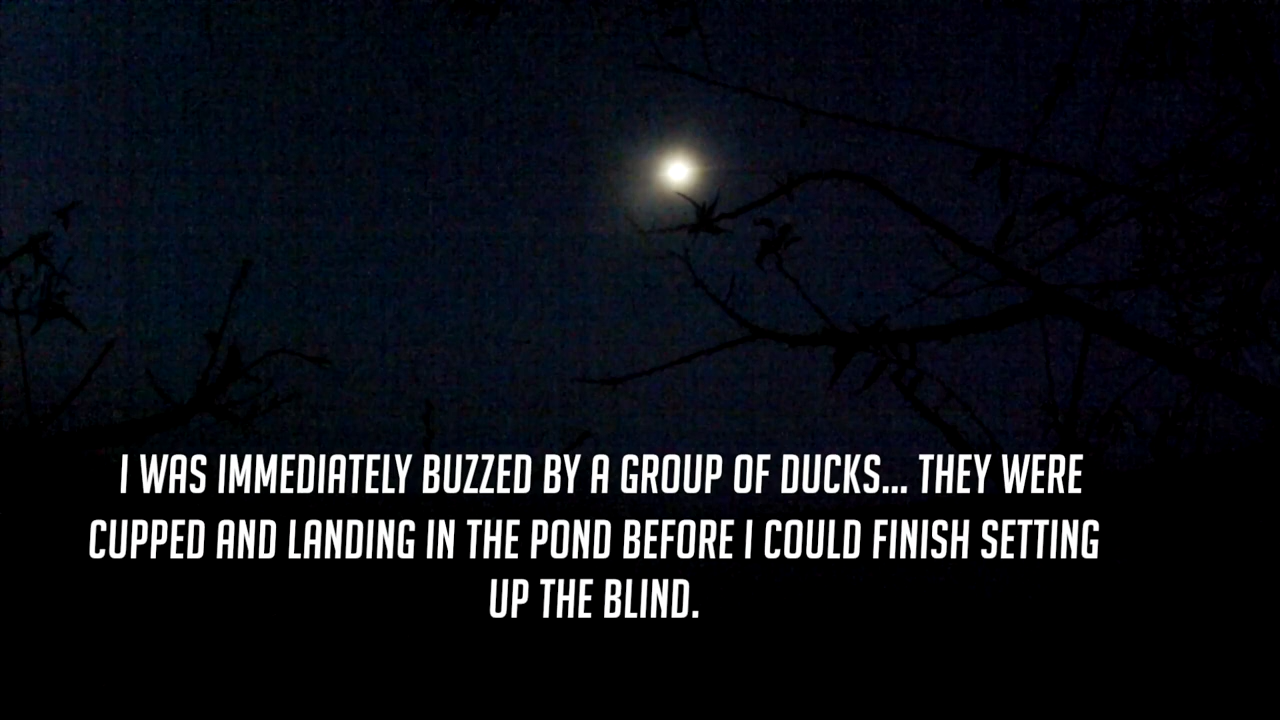 I WAS IMMEDIATELY BUZZED BY A GROUP OF DUCKS... THEY WERE
CUPPED AND LANDING IN THE POND BEFORE I COULD FINISH SETTING
UP THE BLIND.